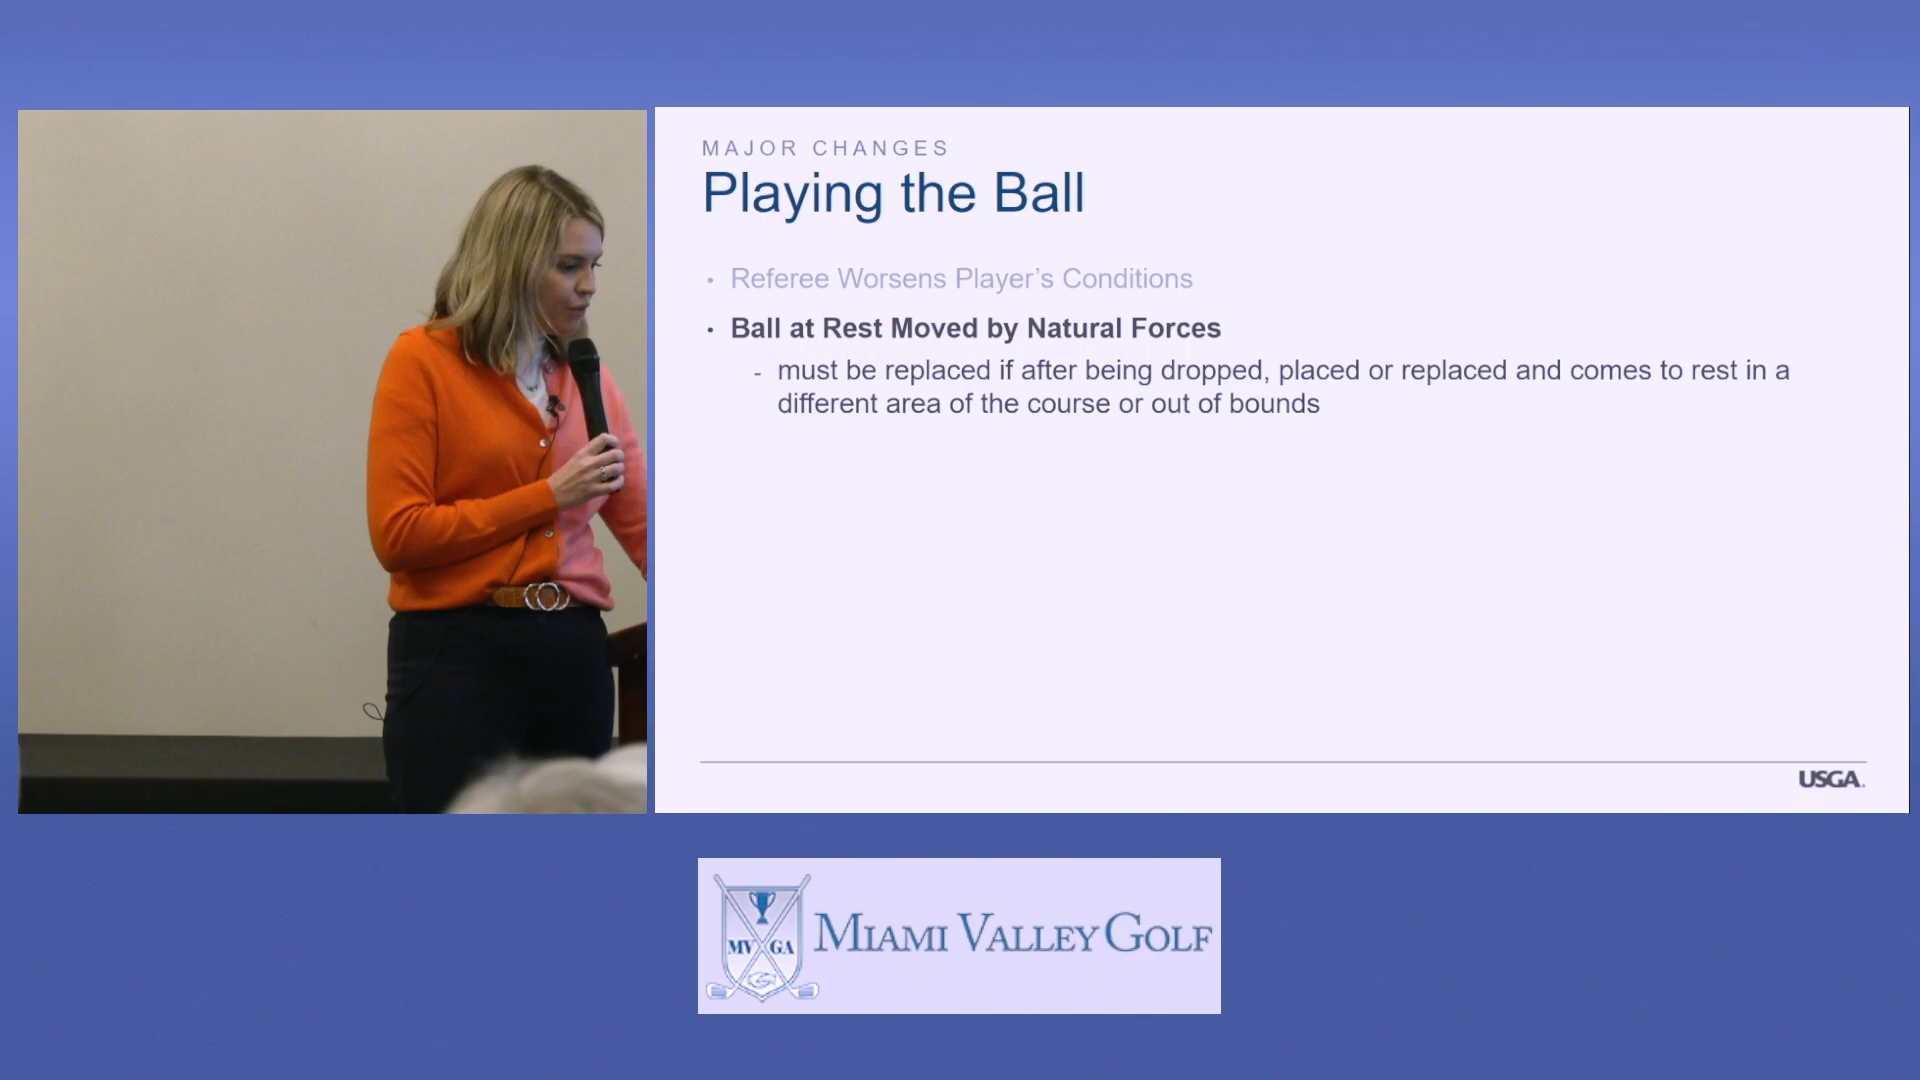 MAJOR CHANGES
Playing the Ball
• Referee Worsens Player’s Conditions
• Ball at Rest Moved by Natural Forces
- must be replaced if after being dropped, placed or replaced and comes to rest in a
different area of the course or out of bounds
USGA.
MV GA
MIAMI VALLEY GOLF